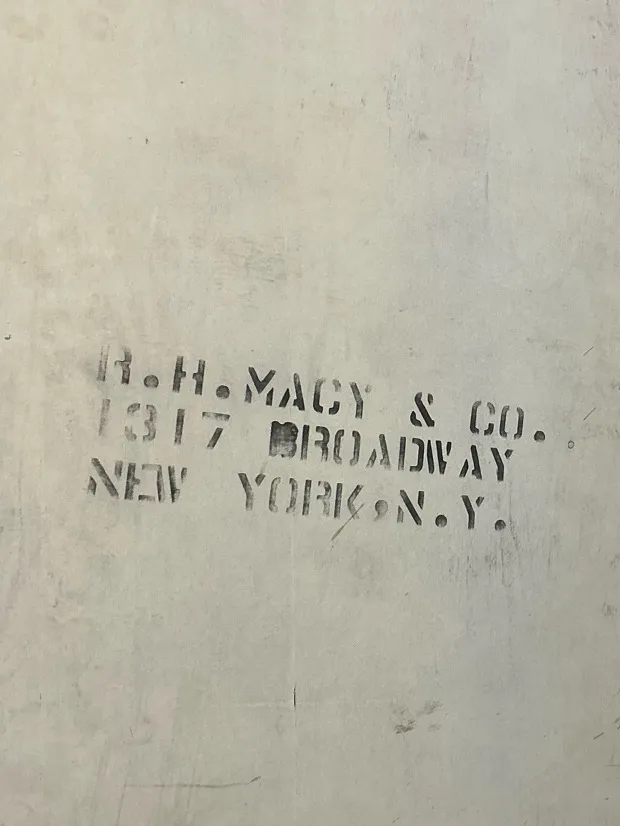 R.H.MACY & CO.
1317 BROADWAY
NEW YORK,N.Y.